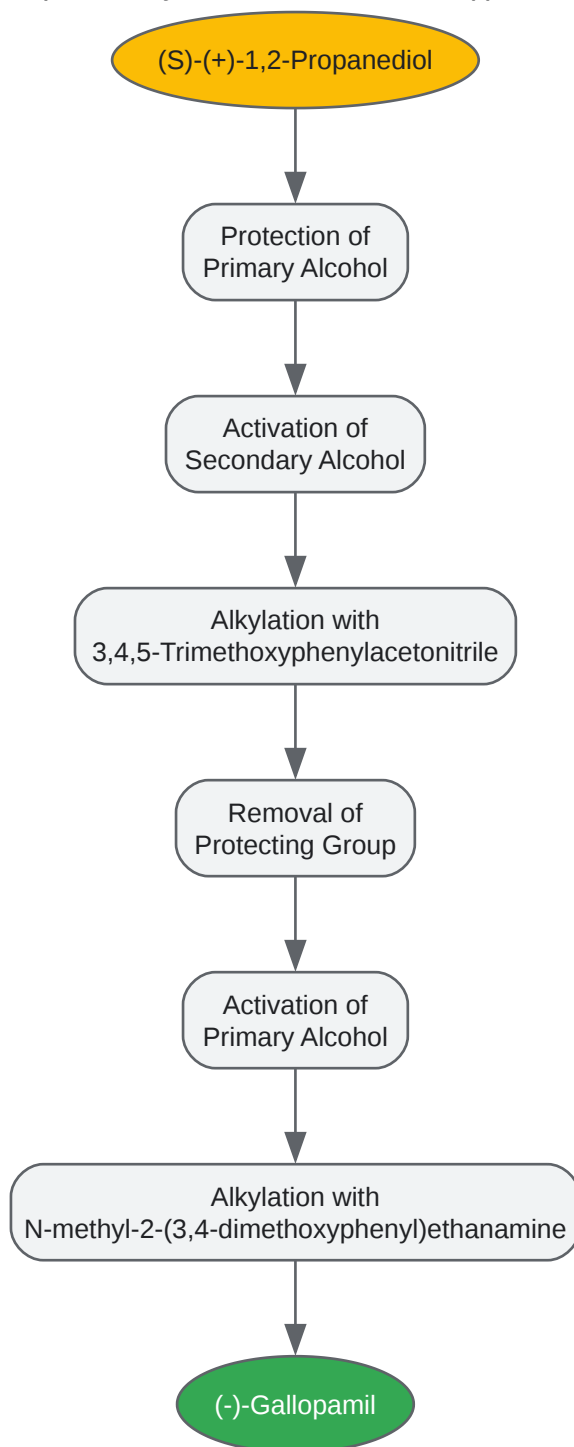 (S)-(+)-1,2-Propanediol
Protection of
Primary Alcohol
Activation of
Secondary Alcohol
Alkylation with
3,4,5-Trimethoxyphenylacetonitrile
Removal of
Protecting Group
Activation of
Primary Alcohol
Alkylation with
N-methyl-2-(3,4-dimethoxyphenyl)ethanamine
(-)-Gallopamil